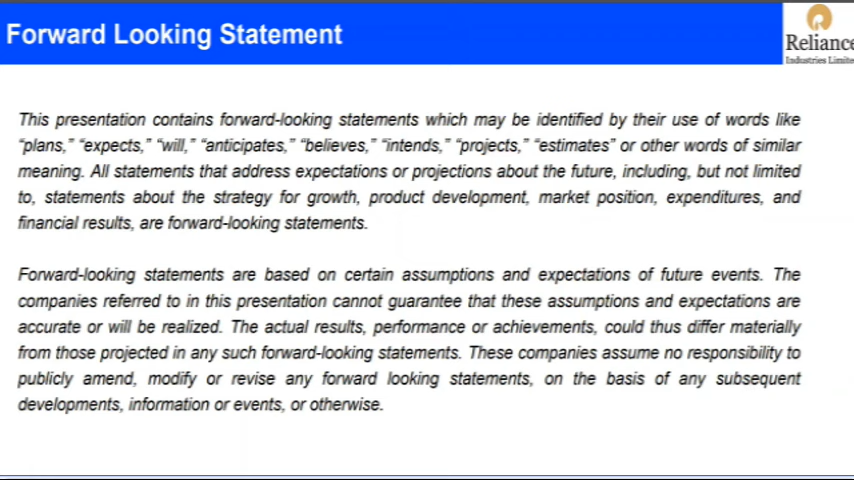 Forward Looking Statement
Reliance
Industries Limite
This presentation contains forward-looking statements which may be identified by their use of words like
“plans,” “expects,” “will,” “anticipates,” “believes,” “intends,” “projects,” “estimates” or other words of similar
meaning. All statements that address expectations or projections about the future, including, but not limited
to, statements about the strategy for growth, product development, market position, expenditures, and
financial results, are forward-looking statements.
Forward-looking statements are based on certain assumptions and expectations of future events. The
companies referred to in this presentation cannot guarantee that these assumptions and expectations are
accurate or will be realized. The actual results, performance or achievements, could thus differ materially
from those projected in any such forward-looking statements. These companies assume no responsibility to
publicly amend, modify or revise any forward looking statements, on the basis of any subsequent
developments, information or events, or otherwise.